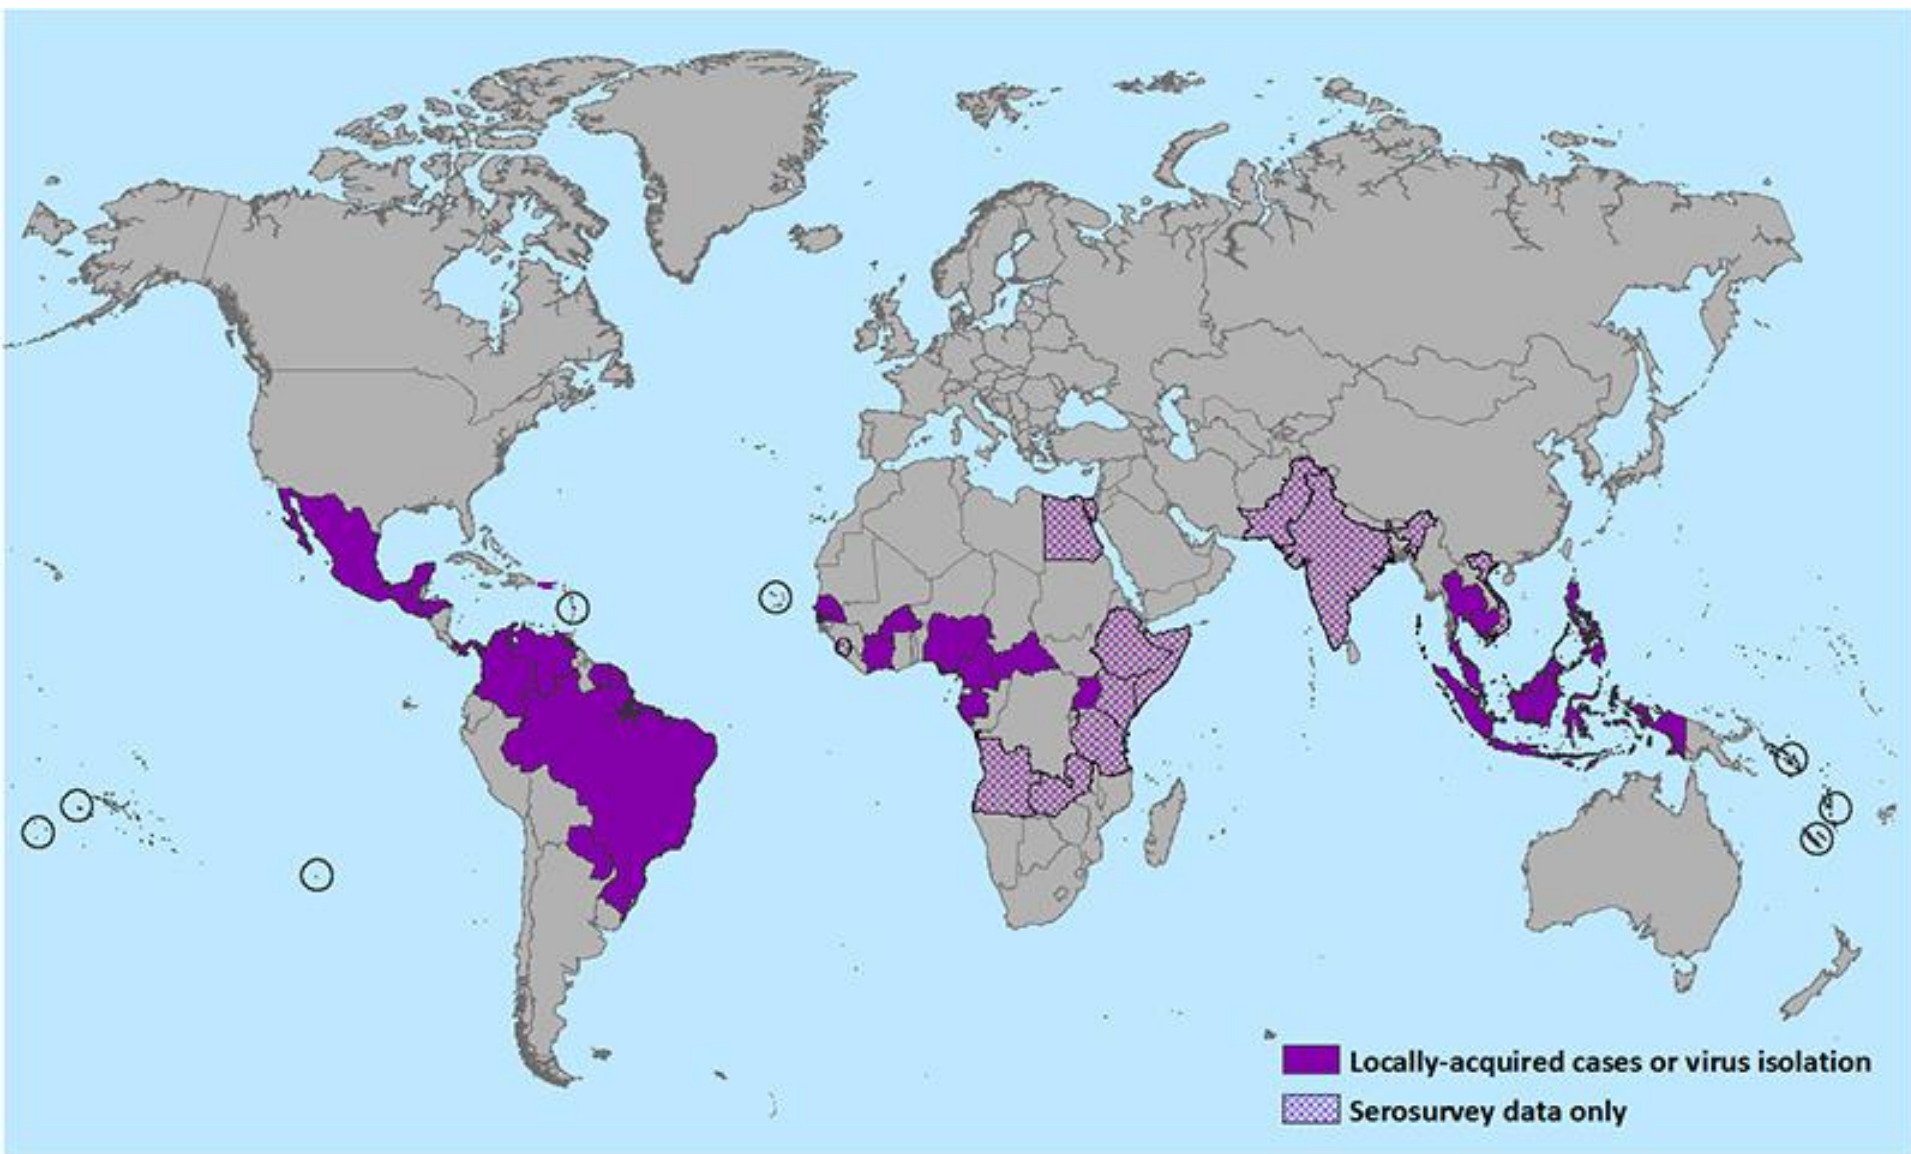 Locally-acquired cases or virus isolation
Serosurvey data only